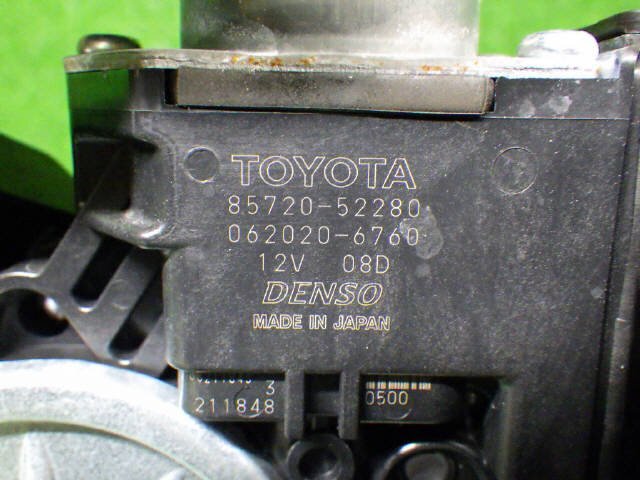 TOYOTA
85720-52280
062020-6760
12V 08D
DENSO
MADE IN JAPAN
3
211848
0500